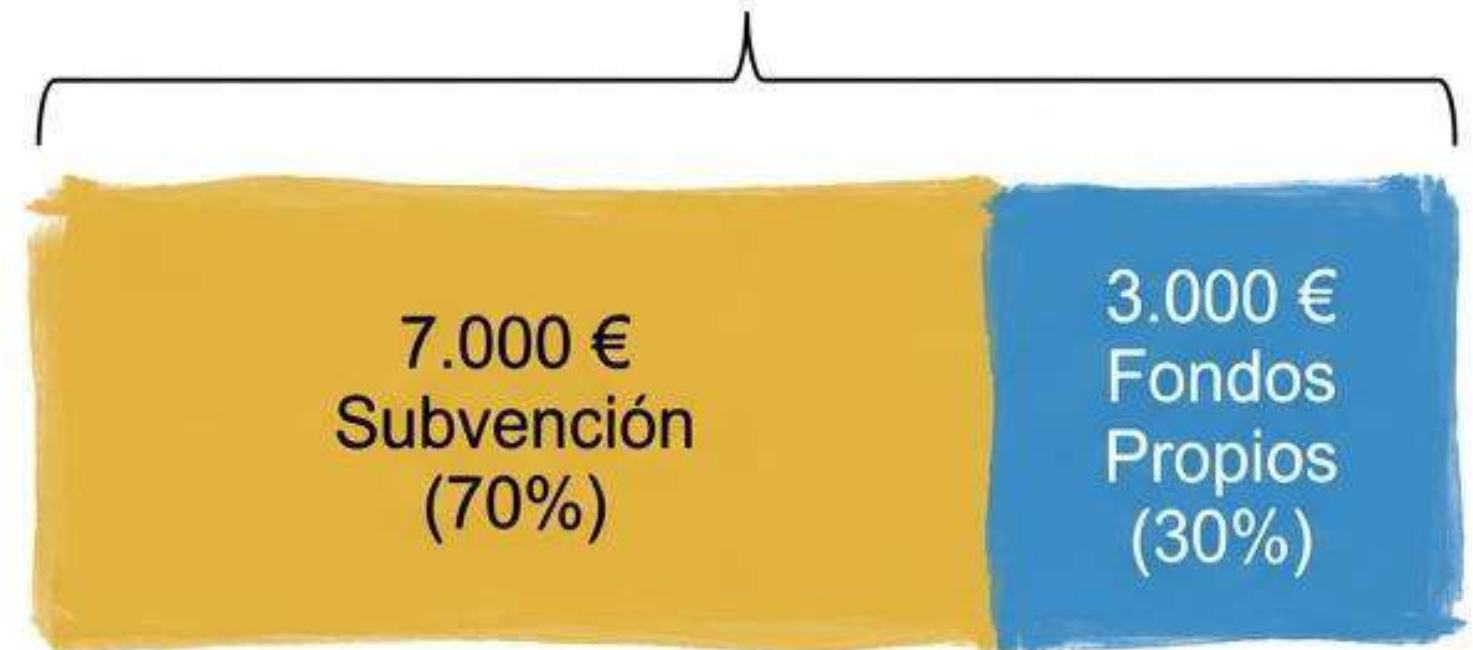 7.000 €
Subvención
(70%)
3.000 €
Fondos
Propios
(30%)